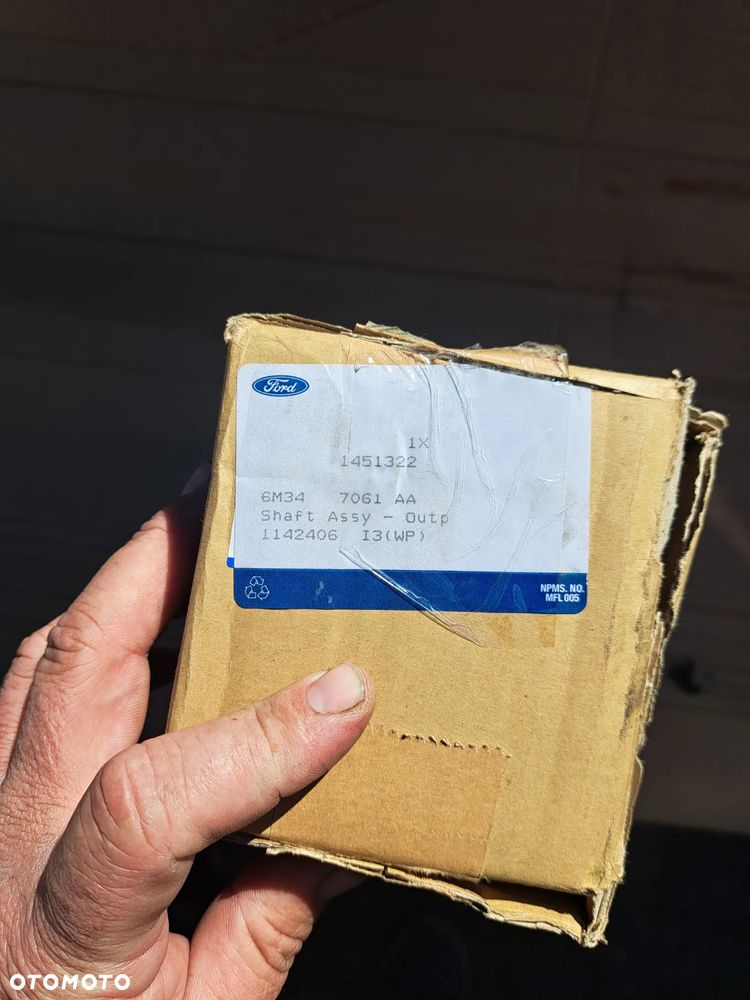 Ford
1X
1451322
6M34 7061 AA
Shaft Assy - Outp
1142406 I3(WP)
NPMS. NO.
MFL 005
OTOMOTO